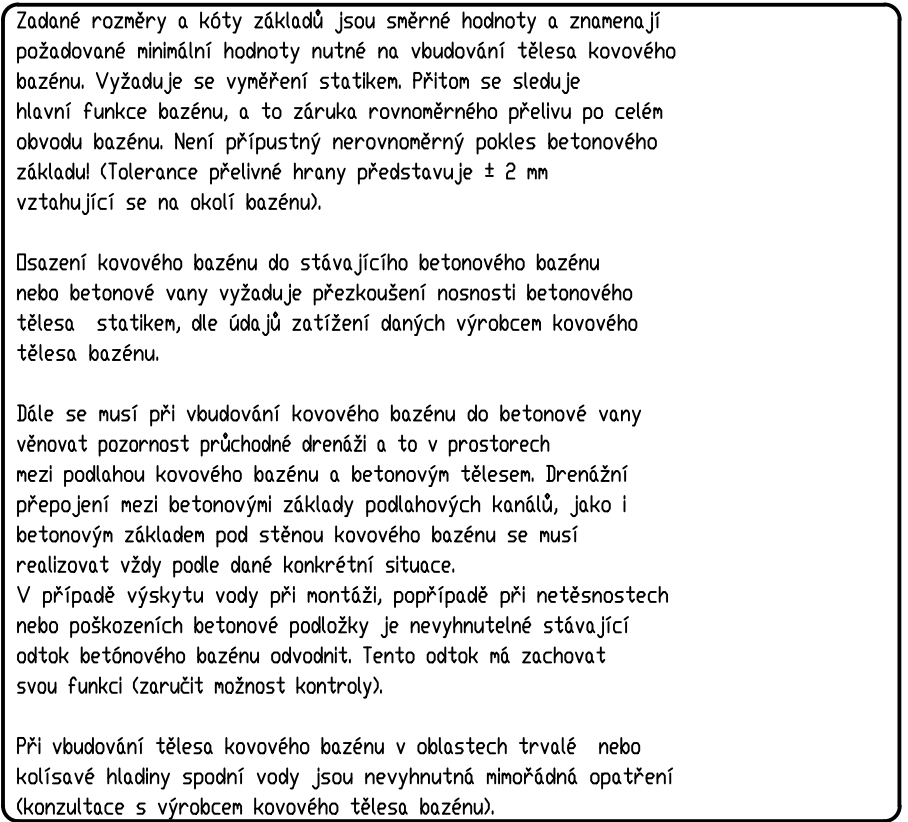 Zadané rozměry a kóty základů jsou směrné hodnoty a znamenají
požadované minimální hodnoty nutné na vbudování tělesa kovového
bazénu. Vyžaduje se vyměření statikem. Přitom se sleduje
hlavní funkce bazénu, a to záruka rovnoměrného přelivu po celém
obvodu bazénu. Není přípustný nerovnoměrný pokles betonového
základu! (Tolerance přelivné hrany představuje ± 2 mm
vztahující se na okolí bazénu).

Osazení kovového bazénu do stávajícího betonového bazénu
nebo betonové vany vyžaduje přezkoušení nosnosti betonového
tělesa  statikem, dle údajů zatížení daných výrobcem kovového
tělesa bazénu.

Dále se musí při vbudování kovového bazénu do betonové vany
věnovat pozornost průchodné drenáži a to v prostorech
mezi podlahou kovového bazénu a betonovým tělesem. Drenážní
přepojení mezi betonovými základy podlahových kanálů, jako i
betonovým základem pod stěnou kovového bazénu se musí
realizovat vždy podle dané konkrétní situace.
V případě výskytu vody při montáži, popřípadě při netěsnostech
nebo poškozeních betonové podložky je nevyhnutelné stávající
odtok betónového bazénu odvodnit. Tento odtok má zachovat
svou funkci (zaručit možnost kontroly).

Při vbudování tělesa kovového bazénu v oblastech trvalé  nebo
kolísavé hladiny spodní vody jsou nevyhnutná mimořádná opatření
(konzultace s výrobcem kovového tělesa bazénu).